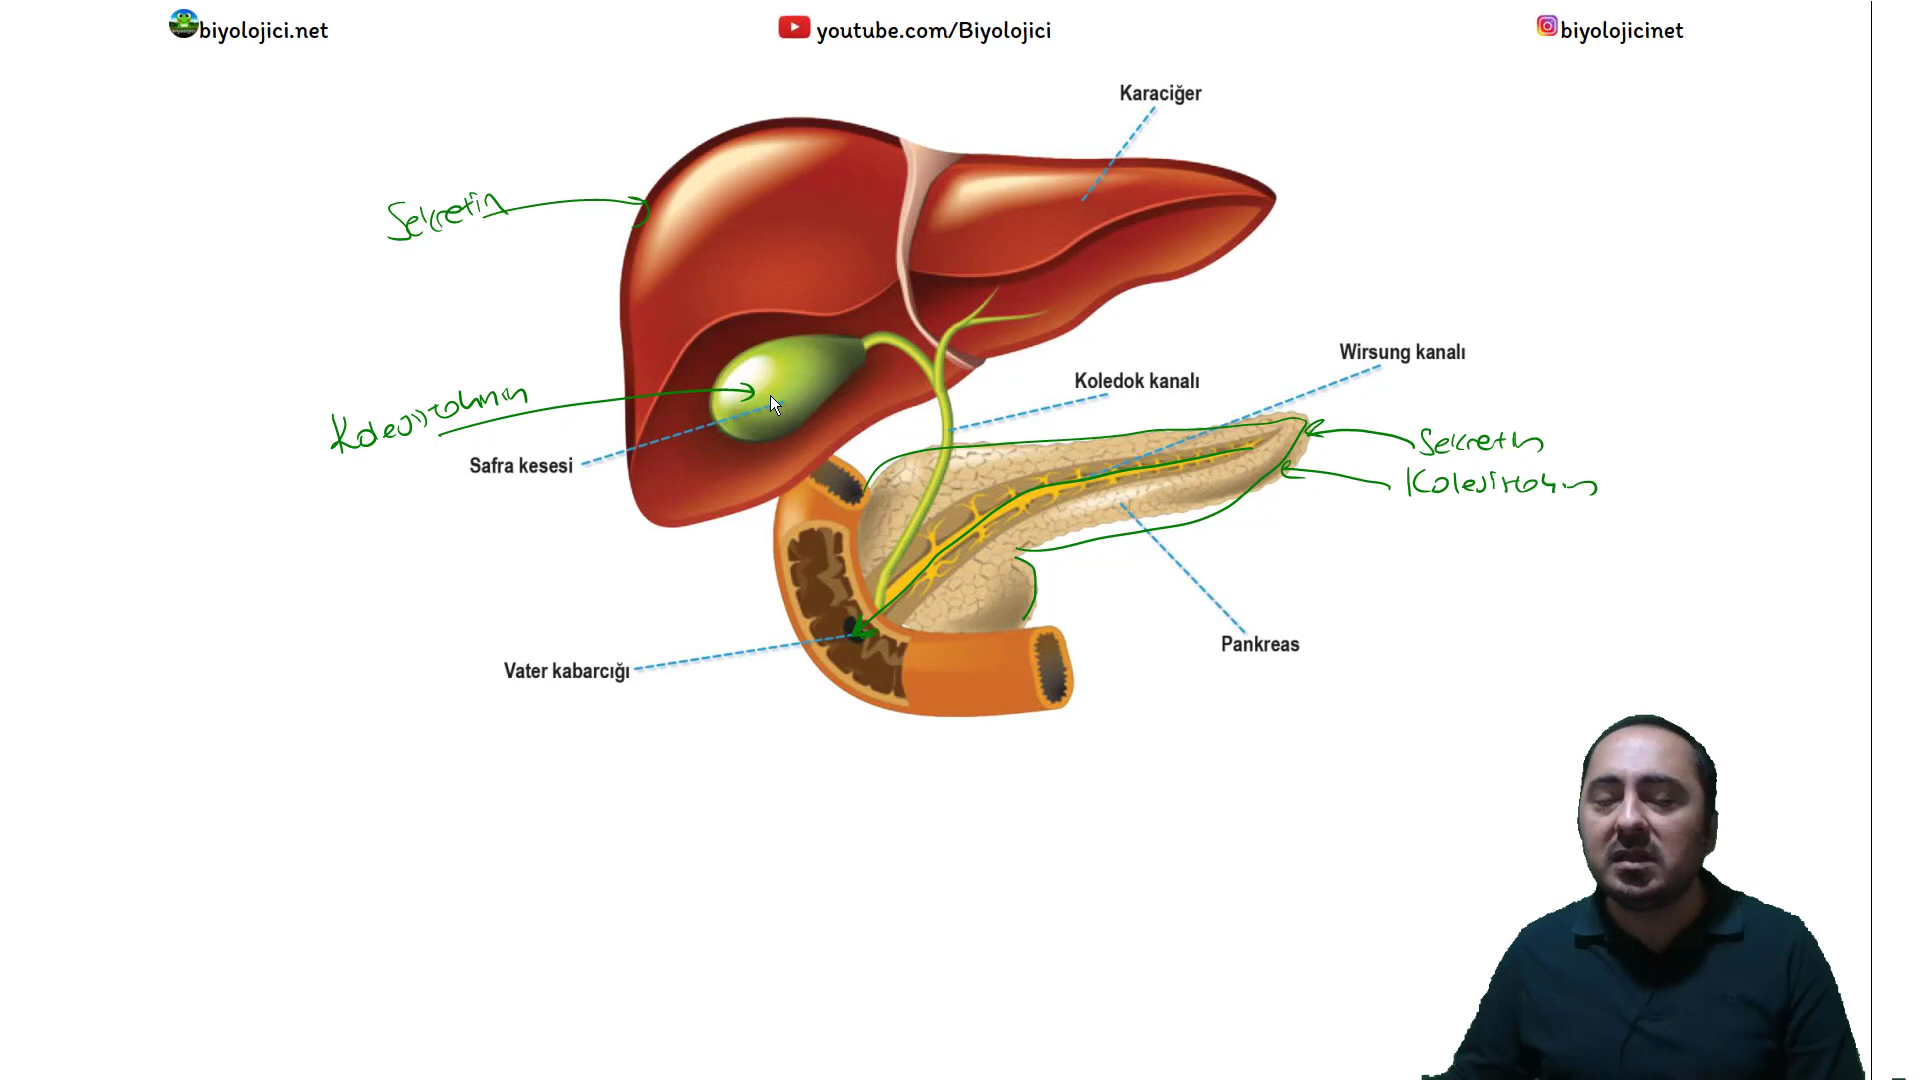 biyolojici.net
youtube.com/Biyolojici
biyolojicinet
Karaciğer
Sekretin
Wirsung kanalı
Koledok kanalı
Safra kesesi
Sekretin
Pankreas
Vater kabarcığı